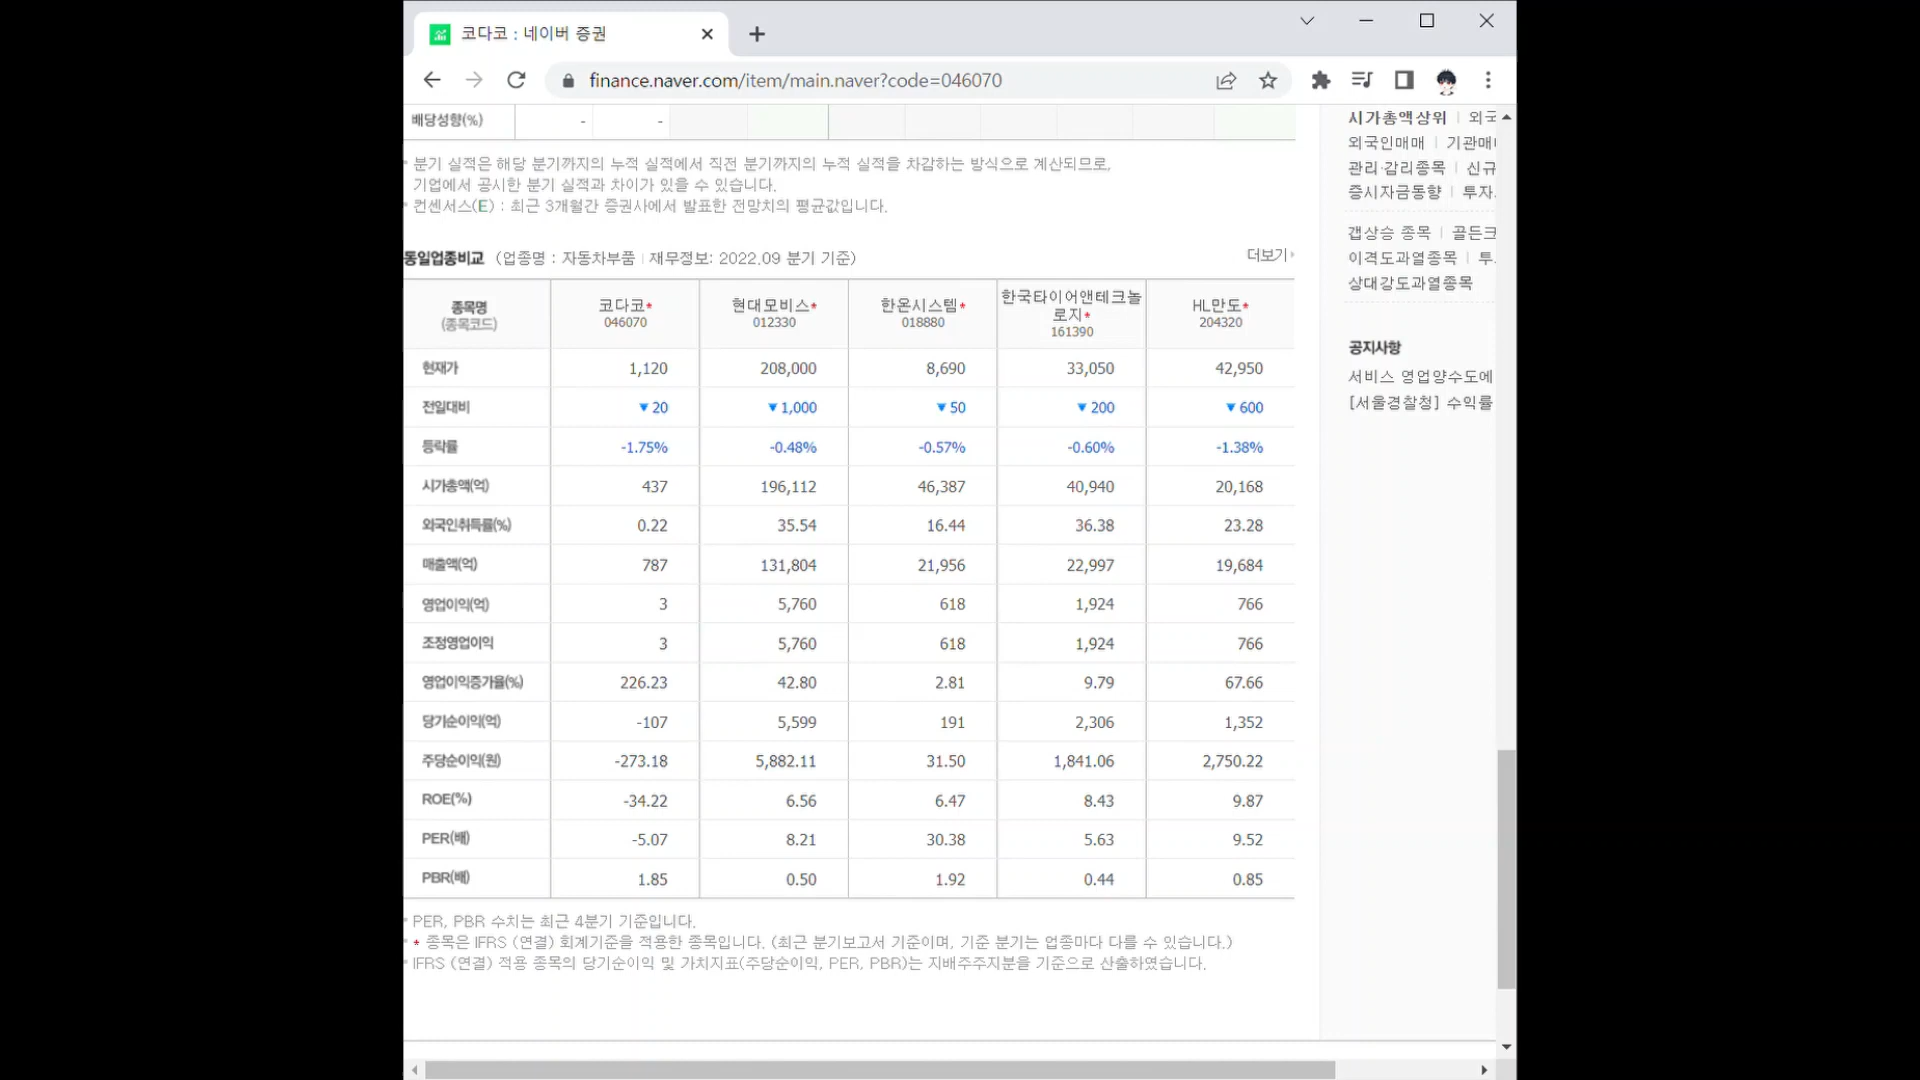 코다코 : 네이버 증권
finance.naver.com/item/main.naver?code=046070
배당성향(%) - -
분기 실적은 해당 분기까지의 누적 실적에서 직전 분기까지의 누적 실적을 차감하는 방식으로 계산되므로,
기업에서 공시한 분기 실적과 차이가 있을 수 있습니다.
컨센서스(E) : 최근 3개월간 증권사에서 발표한 전망치의 평균값입니다.
동일업종비교 (업종명 : 자동차부품 | 재무정보: 2022.09 분기 기준) 더보기
종목명 (종목코드) 코다코* 046070 현대모비스* 012330 한온시스템* 018880 한국타이어앤테크놀로지* 161390 HL만도* 204320
현재가 1,120 208,000 8,690 33,050 42,950
전일대비 ▼20 ▼1,000 ▼50 ▼200 ▼600
등락률 -1.75% -0.48% -0.57% -0.60% -1.38%
시가총액(억) 437 196,112 46,387 40,940 20,168
외국인취득률(%) 0.22 35.54 16.44 36.38 23.28
매출액(억) 787 131,804 21,956 22,997 19,684
영업이익(억) 3 5,760 618 1,924 766
조정영업이익 3 5,760 618 1,924 766
영업이익증가율(%) 226.23 42.80 2.81 9.79 67.66
당기순이익(억) -107 5,599 191 2,306 1,352
주당순이익(원) -273.18 5,882.11 31.50 1,841.06 2,750.22
ROE(%) -34.22 6.56 6.47 8.43 9.87
PER(배) -5.07 8.21 30.38 5.63 9.52
PBR(배) 1.85 0.50 1.92 0.44 0.85
PER, PBR 수치는 최근 4분기 기준입니다.
* 종목은 IFRS (연결) 회계기준을 적용한 종목입니다. (최근 분기보고서 기준이며, 기준 분기는 업종마다 다를 수 있습니다.)
IFRS (연결) 적용 종목의 당기순이익 및 가치지표(주당순이익, PER, PBR)는 지배주주지분을 기준으로 산출하였습니다.
시가총액상위 | 외국
외국인매매 | 기관매매
관리·감리종목 | 신규
증시자금동향 | 투자
갭상승 종목 | 골든크
이격도과열종목 | 투
상대강도과열종목
공지사항
서비스 영업양수도에
[서울경찰청] 수익률